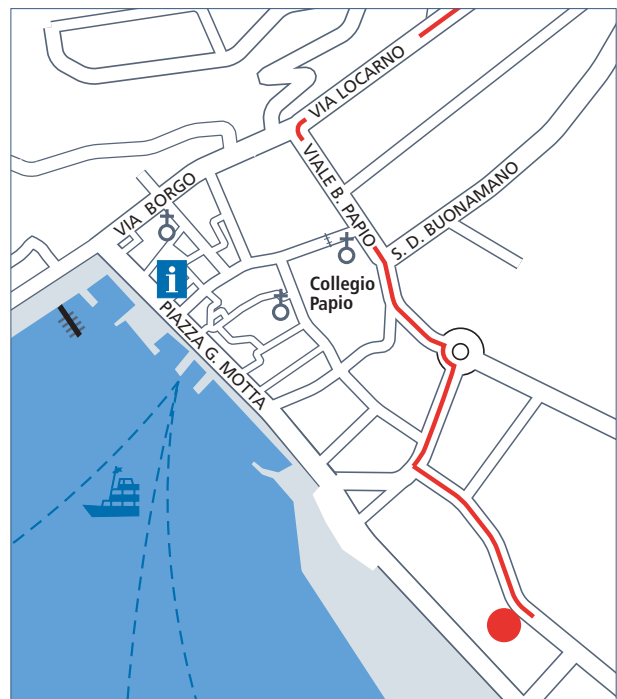 VIA LOCARNO
VIALE B. PAPIO
VIA BORGO
S. D. BUONAMANO
i
Collegio
Papio
PIAZZA G. MOTTA